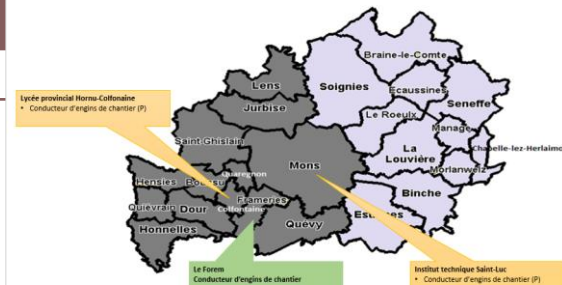 Braine-le-Comte
Lens
Soignies
Ecaussines
Seneffe
Jurbise
Lycée provincial Hornu-Colfonaine
• Conducteur d'engins de chantier (P)
Le Roeulx
Manage
Saint-Ghislain
La
Louvière
Chapelle-lez-Herlaimo
Mons
Quaregnon
Morlanwelz
Hensies
Boussu
Binche
Frameries
Quiévrain
Dour
Colfontaine
Estinnes
Quévy
Honnelles
Le Forem
Conducteur d'engins de chantier
Institut technique Saint-Luc
• Conducteur d'engins de chantier (P)